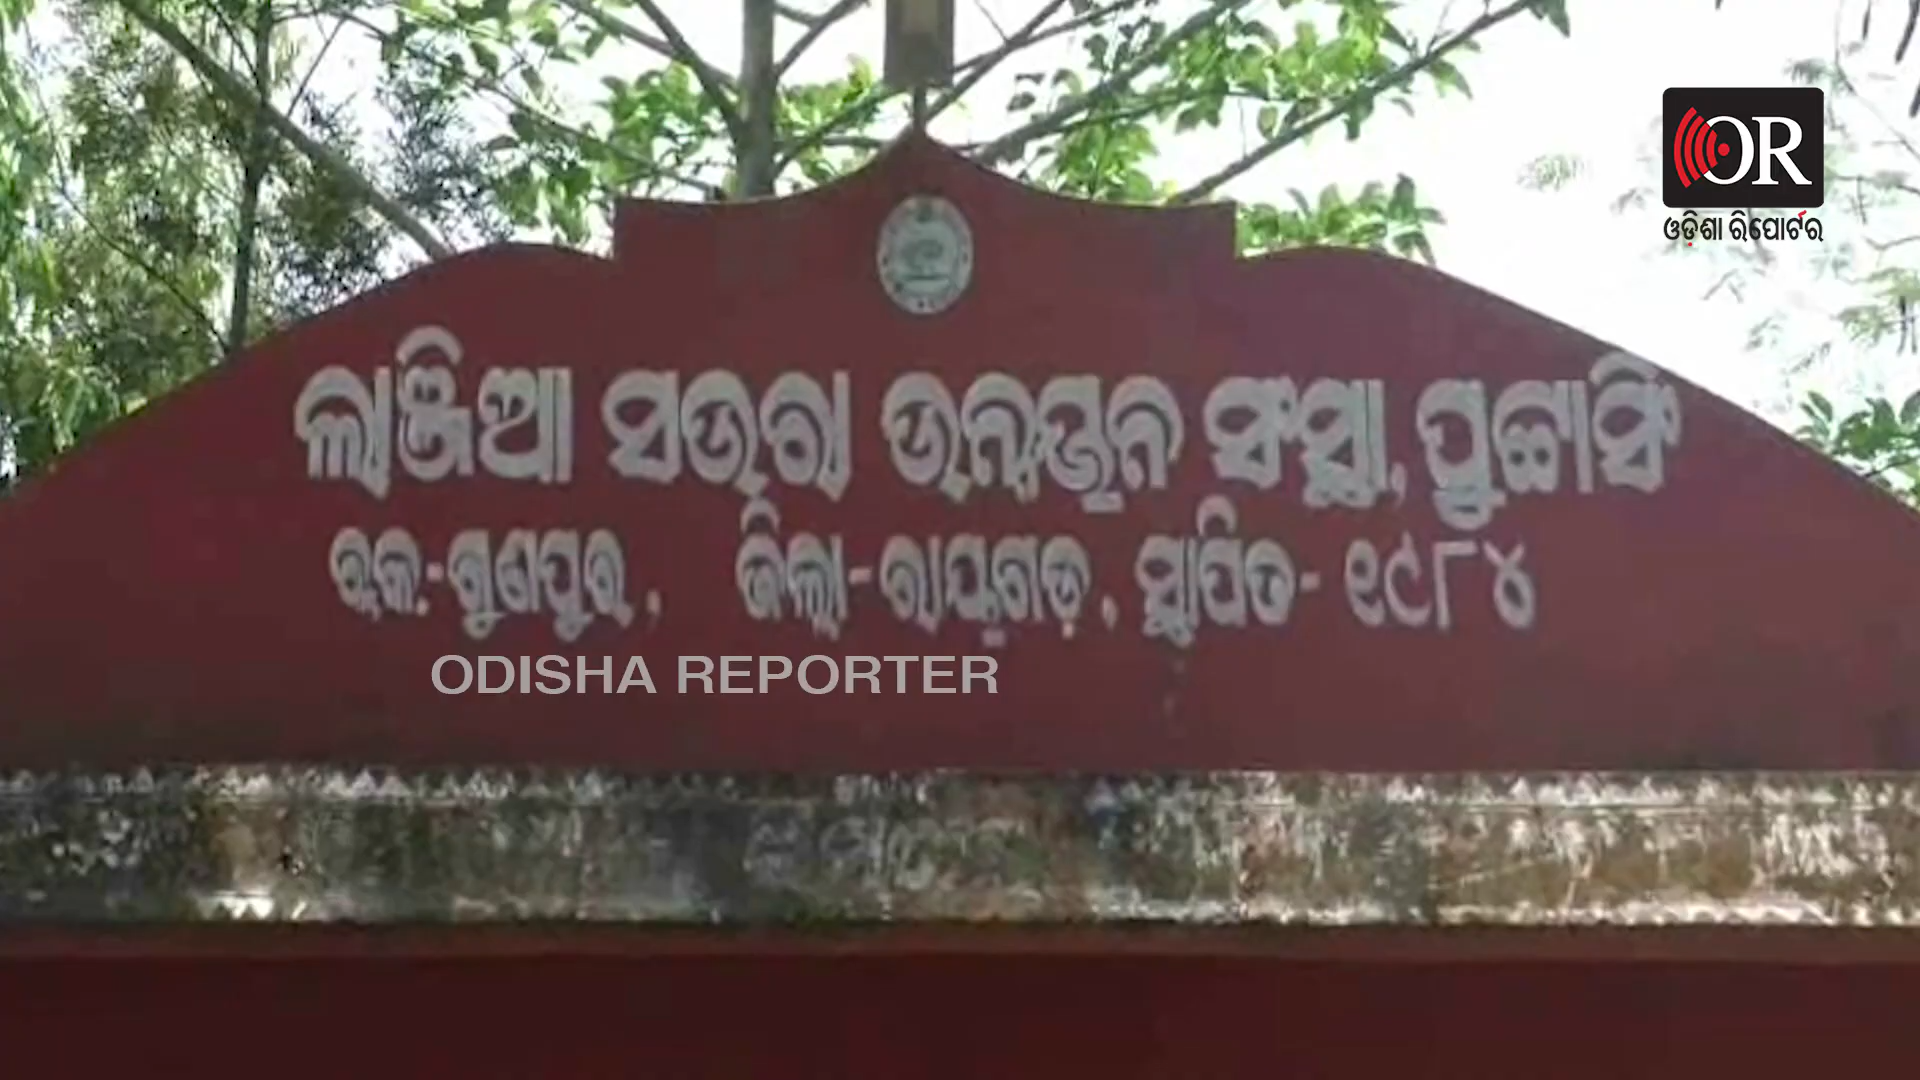 OR
ଓଡ଼ିଶା ରିପୋର୍ଟର
ଲାଞ୍ଜିଆ ସଉରା ଉନ୍ନୟନ ସଂସ୍ଥା, ପୁଟାସିଂ
ବ୍ଲକ-ଗୁଣପୁର, ଜିଲ୍ଲା-ରାୟଗଡ଼, ସ୍ଥାପିତ- ୧୯୮୪
ODISHA REPORTER